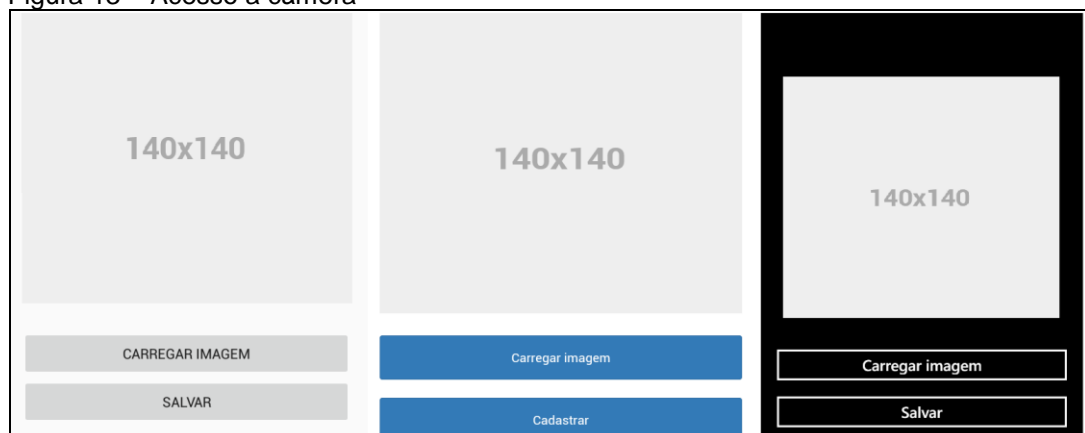 140x140
CARREGAR IMAGEM
SALVAR
140x140
Carregar imagem
Cadastrar
140x140
Carregar imagem
Salvar